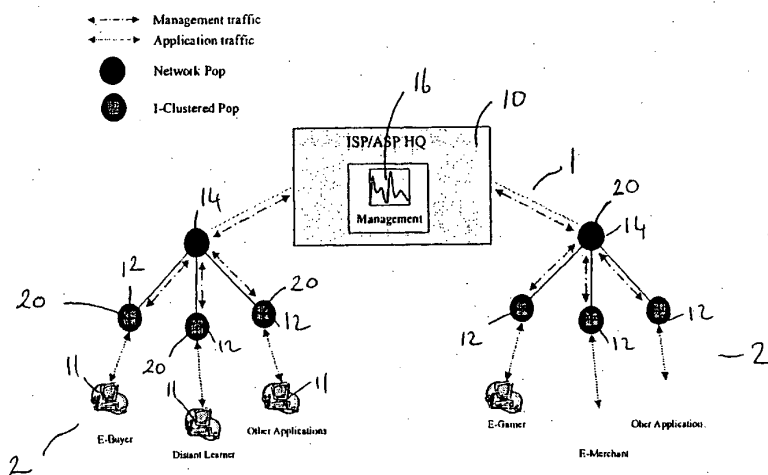 Management traffic
Application traffic
Network Pop
I-Clustered Pop
16
10
ISP/ASP HQ
Management
1
14
20
14
12
20
20
12
20
12
12
12
12
2
11
11
11
E-Buyer
Distant Learner
Other Applications
E-Gamer
E-Merchant
Oher Application.
2